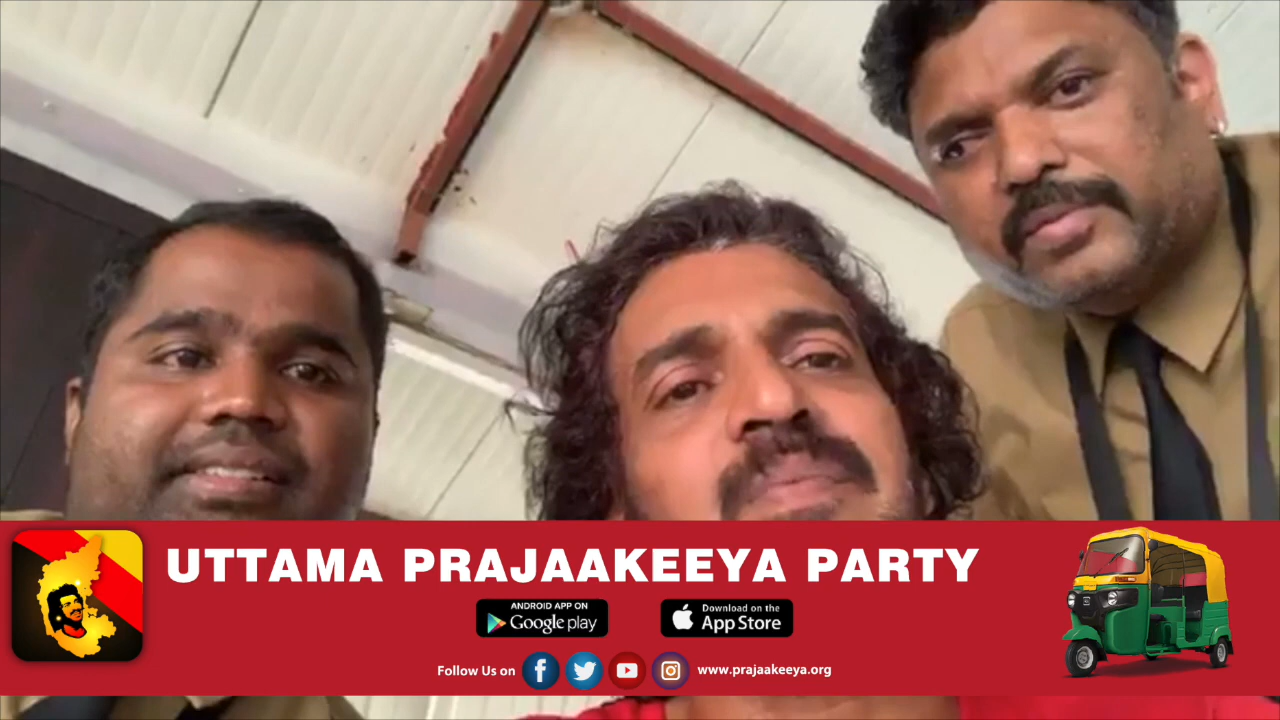 UTTAMA PRAJAAKEEYA PARTY
ANDROID APP ON
Google play
Download on the
App Store
Follow Us on
www.prajaakeeya.org